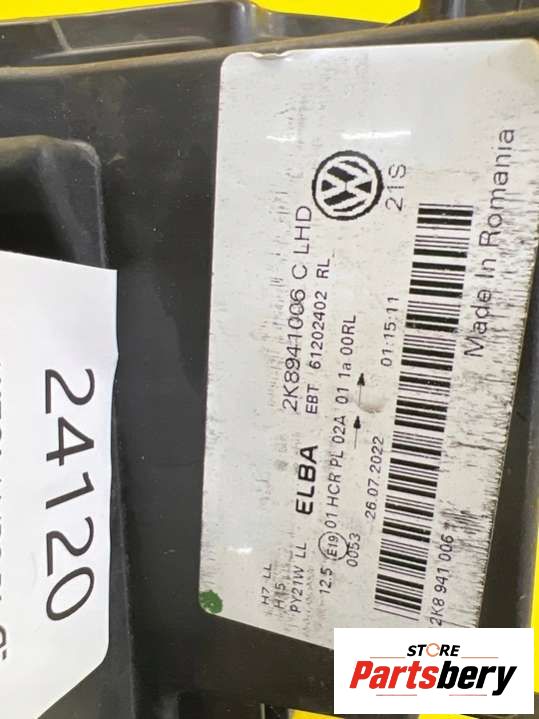 21S
2K8941006 C LHD
ELBA EBT 61202402 RL
H7 LL
H15
PY21W LL
12.5 E19 01 HCR PL 02A 01 1a 00RL
0053
26.07.2022 01:15:11
2K8 941 006
Made In Romania
24120
STORE
Partsbery